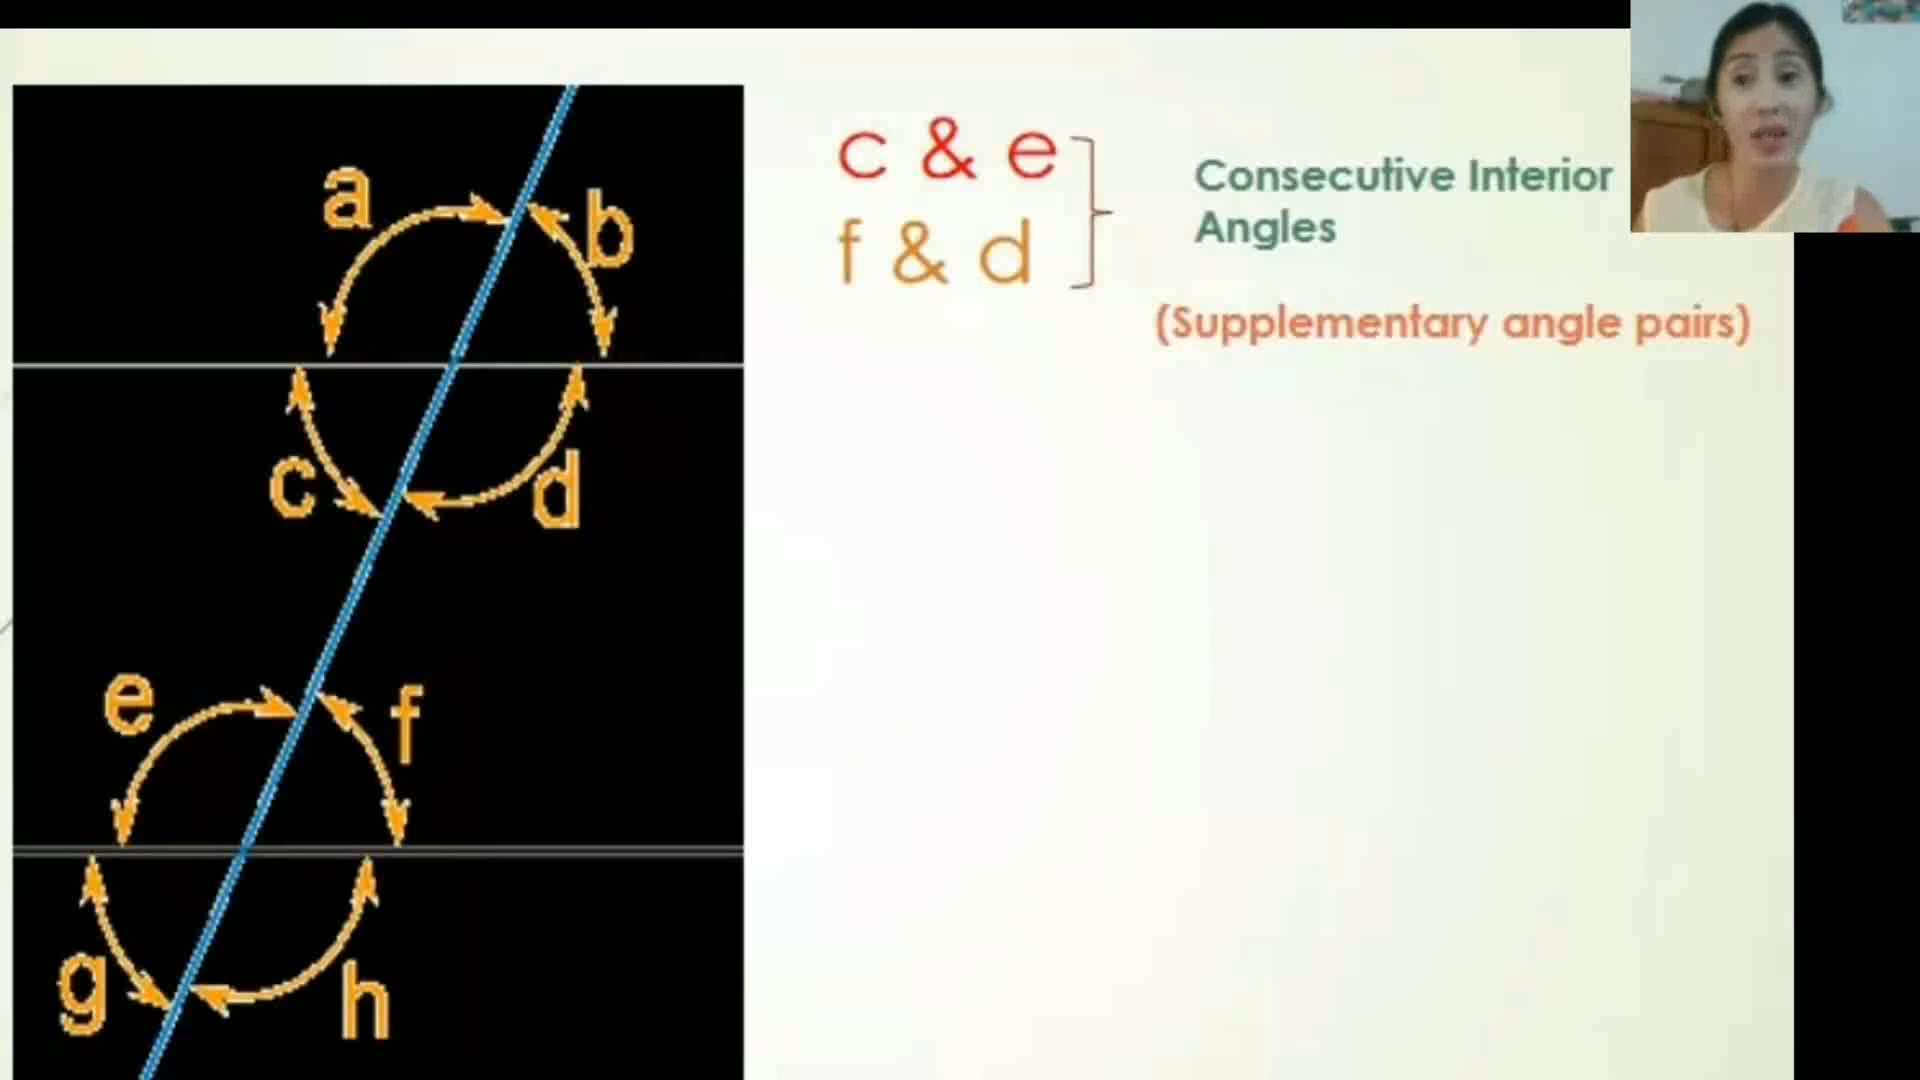 a
b
c
d
e
f
g
h
c & e
f & d
Consecutive Interior
Angles
(Supplementary angle pairs)